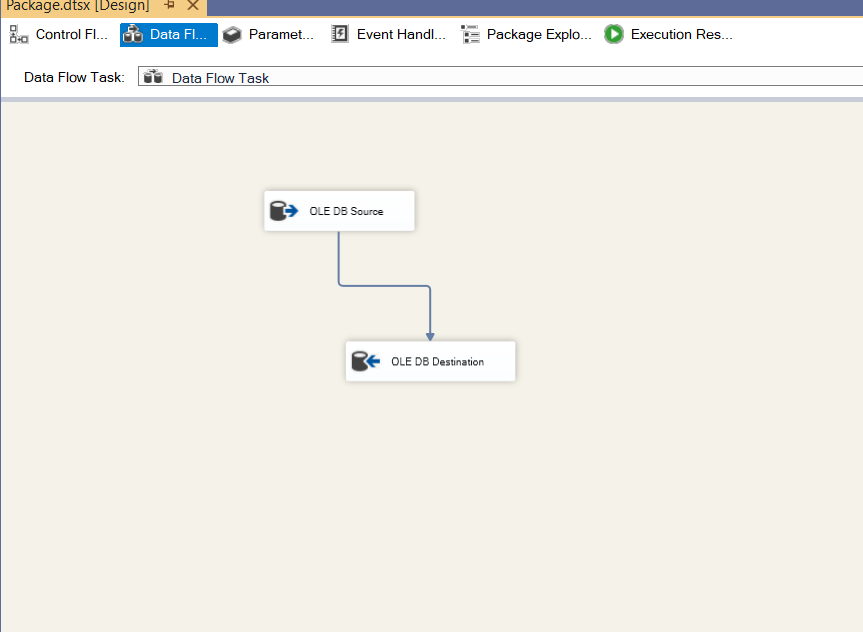 Package.dtsx [Design]
Control Fl... Data Fl... Paramet... Event Handl... Package Explo... Execution Res...
Data Flow Task: Data Flow Task
OLE DB Source
OLE DB Destination